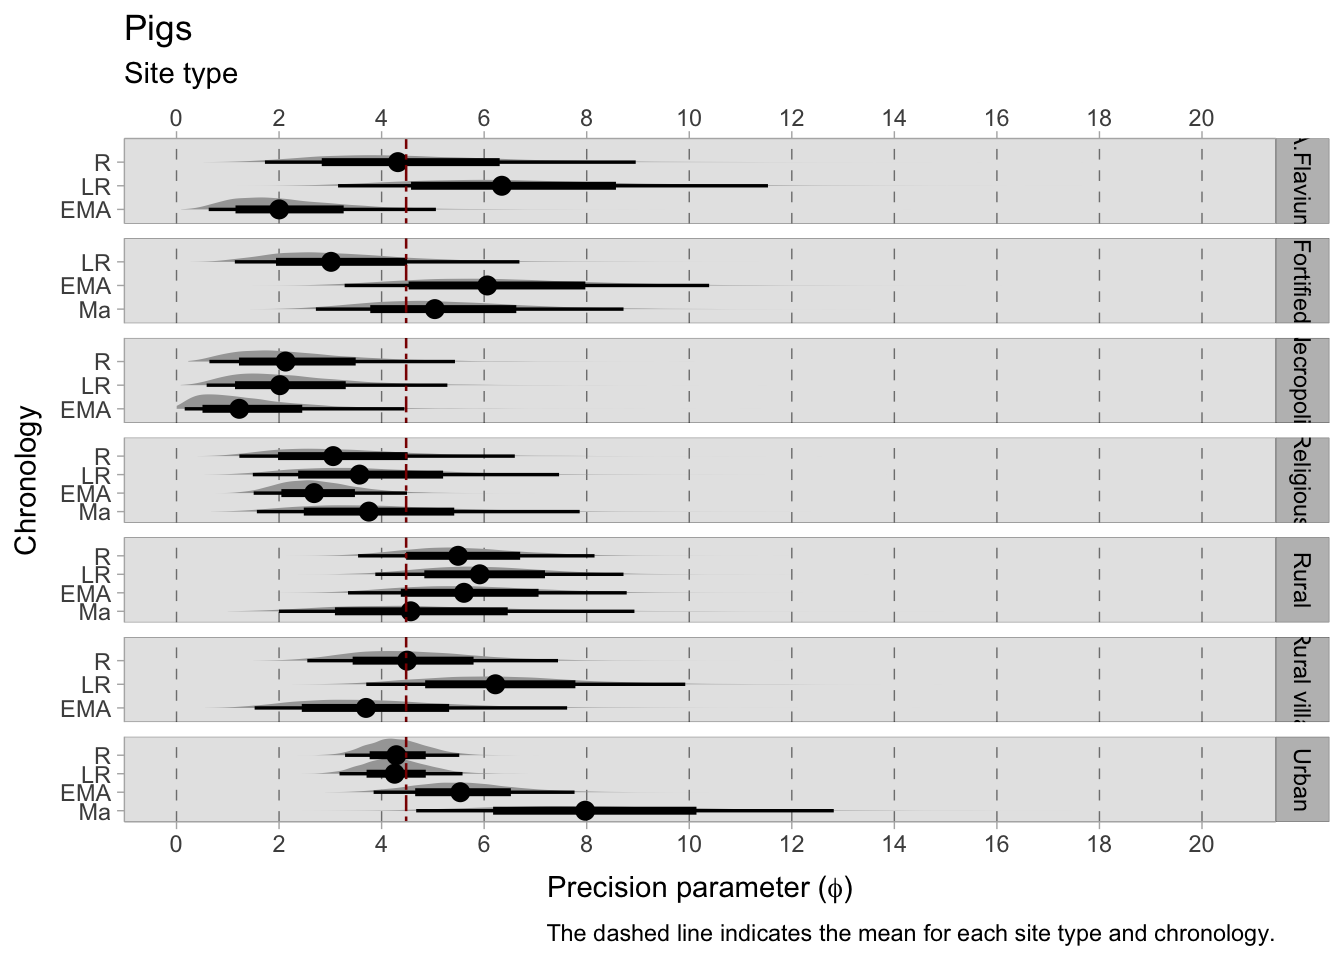 Pigs
Site type
0 2 4 6 8 10 12 14 16 18 20
R
LR
EMA
LR
EMA
Ma
Fortified
R
LR
EMA
R
LR
EMA
Ma
Religious
R
LR
EMA
Ma
Rural
R
LR
EMA
Rural villa
R
LR
EMA
Ma
Urban
Chronology
0 2 4 6 8 10 12 14 16 18 20
Precision parameter (ϕ)
The dashed line indicates the mean for each site type and chronology.